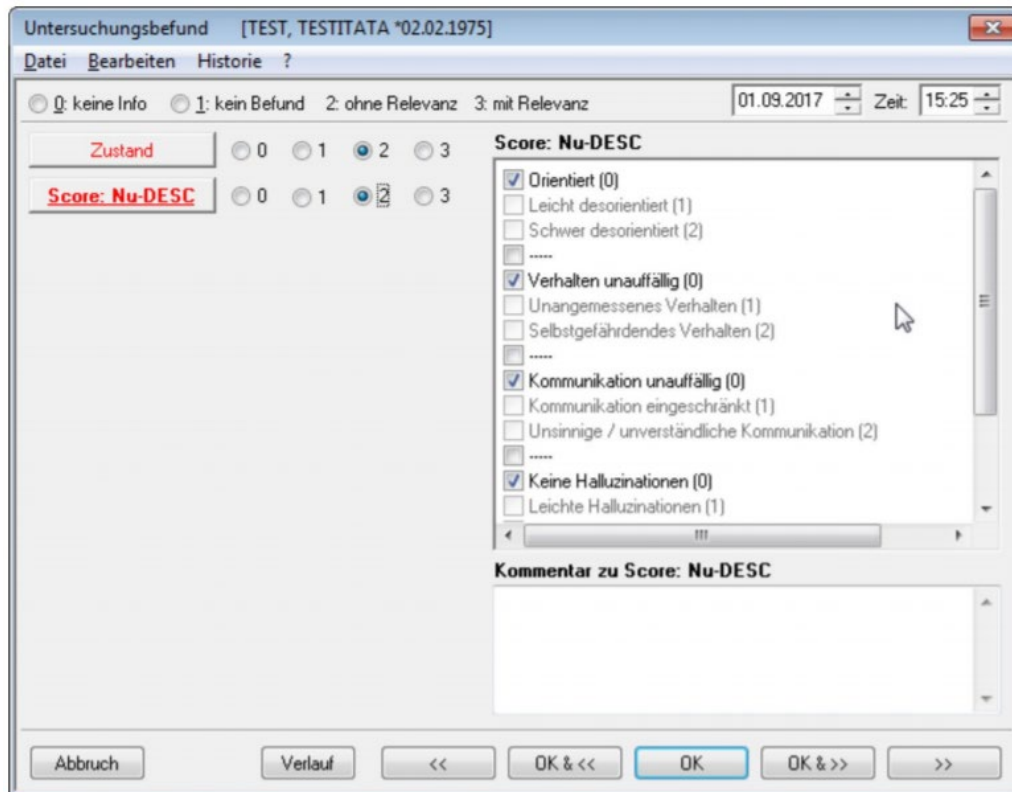 Untersuchungsbefund [TEST, TESTITATA *02.02.1975]
Datei Bearbeiten Historie ?
0: keine Info 1: kein Befund 2: ohne Relevanz 3: mit Relevanz 01.09.2017 Zeit: 15:25
Zustand 0 1 2 3
Score: Nu-DESC 0 1 2 3
Score: Nu-DESC
Orientiert (0)
Leicht desorientiert (1)
Schwer desorientiert (2)
-----
Verhalten unauffällig (0)
Unangemessenes Verhalten (1)
Selbstgefährdendes Verhalten (2)
-----
Kommunikation unauffällig (0)
Kommunikation eingeschränkt (1)
Unsinnige / unverständliche Kommunikation (2)
-----
Keine Halluzinationen (0)
Leichte Halluzinationen (1)
Kommentar zu Score: Nu-DESC
Abbruch Verlauf << OK & << OK OK & >> >>